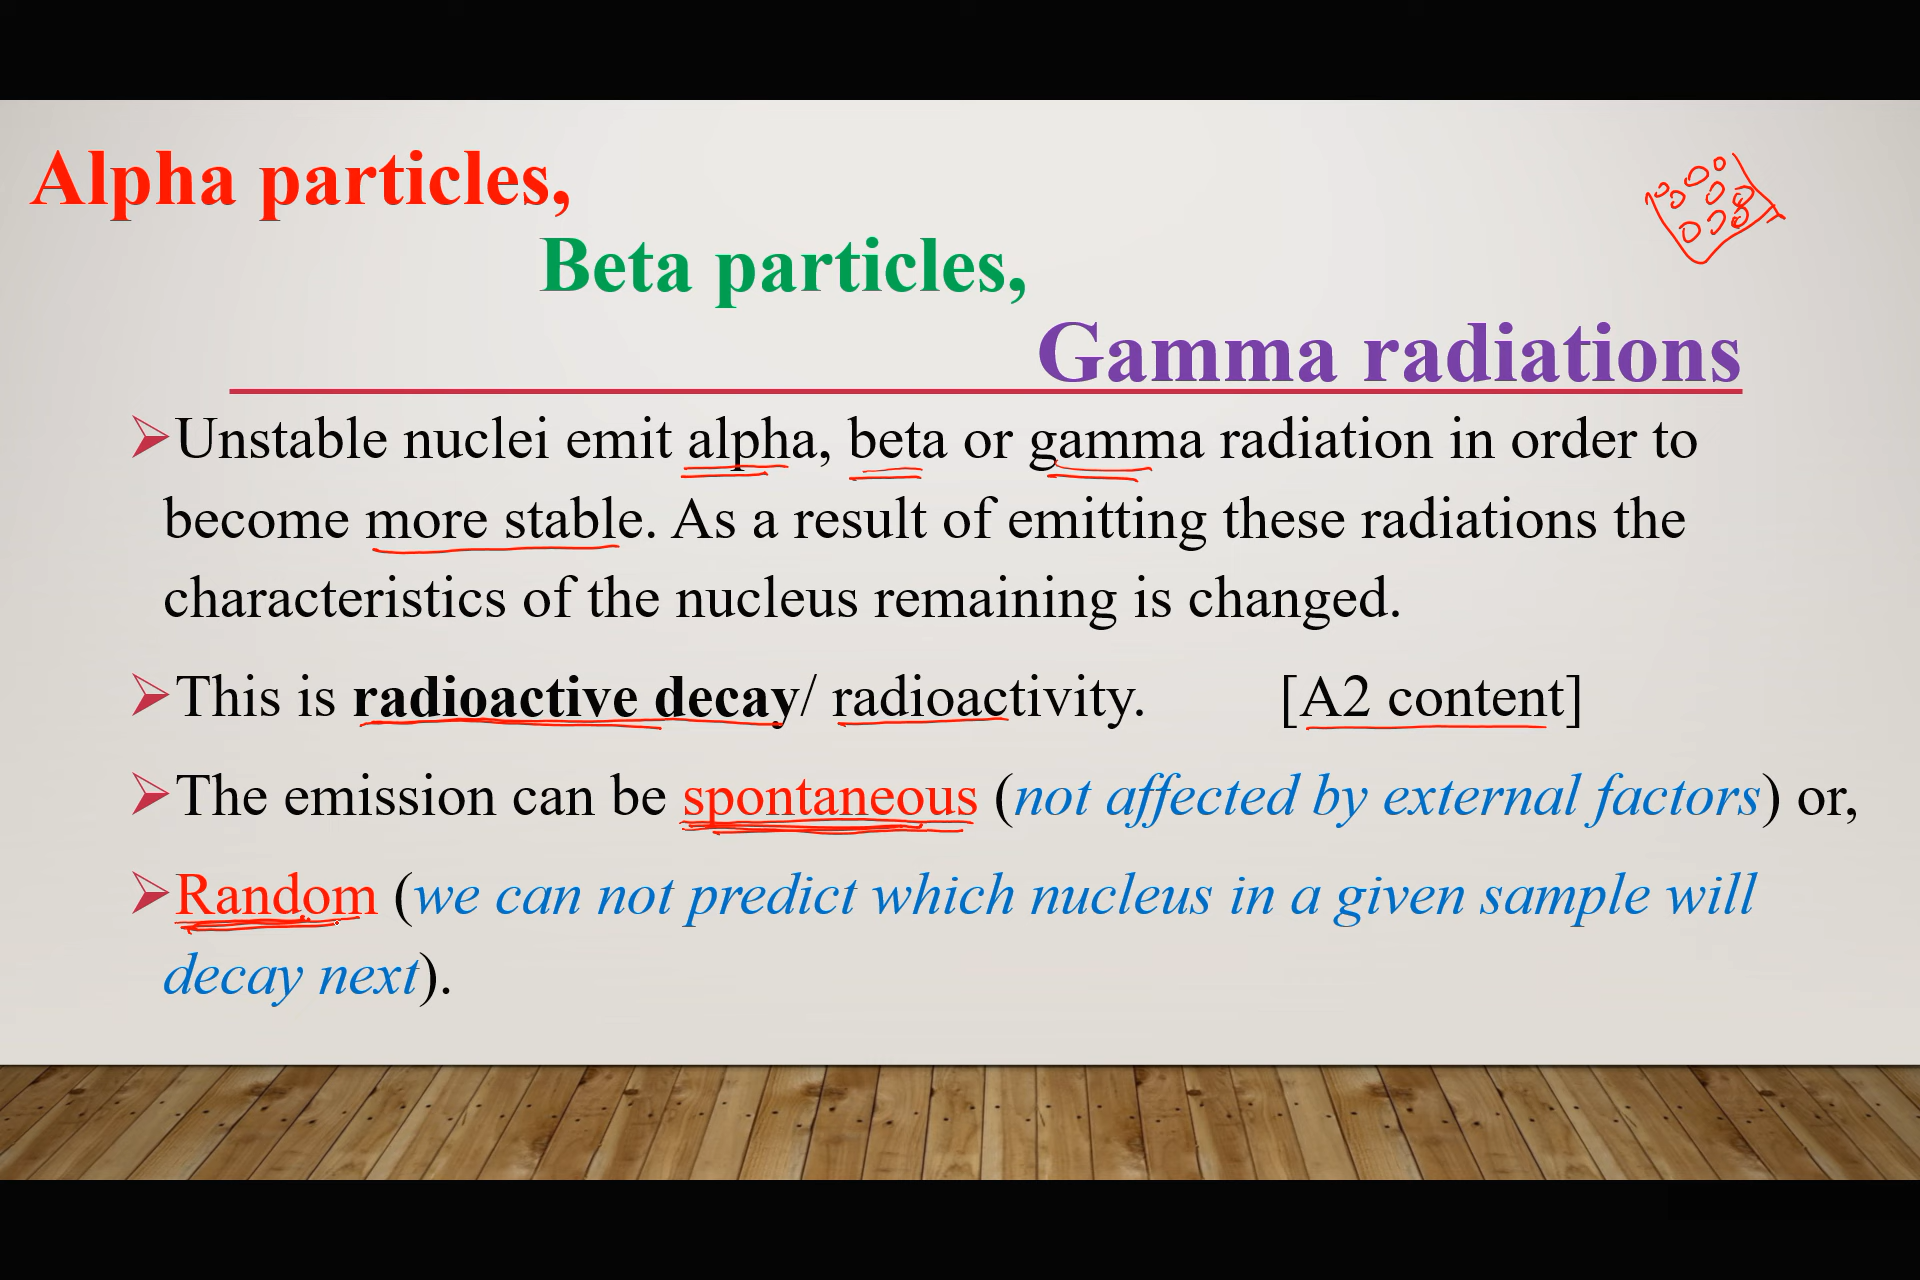 Alpha particles,
Beta particles,
Gamma radiations
➢Unstable nuclei emit alpha, beta or gamma radiation in order to
become more stable. As a result of emitting these radiations the
characteristics of the nucleus remaining is changed.
➢This is radioactive decay/ radioactivity. [A2 content]
➢The emission can be spontaneous (not affected by external factors) or,
➢Random (we can not predict which nucleus in a given sample will
decay next).